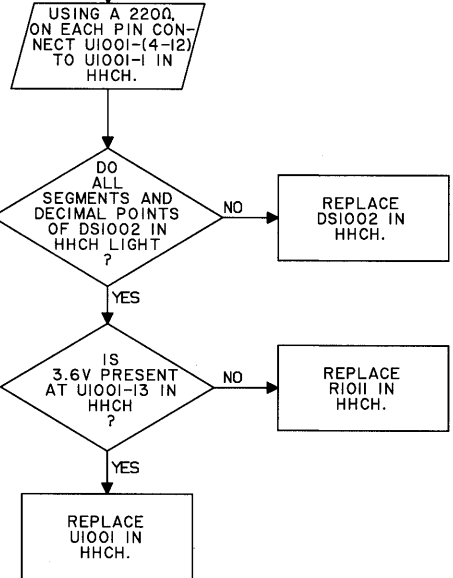 USING A 220Ω,
ON EACH PIN CON-
NECT U1001-(4-12)
TO U1001-1 IN
HHCH.
DO
ALL
SEGMENTS AND
DECIMAL POINTS
OF DS1002 IN
HHCH LIGHT
?
NO
REPLACE
DS1002 IN
HHCH.
YES
IS
3.6V PRESENT
AT U1001-13 IN
HHCH
?
NO
REPLACE
R1011 IN
HHCH.
YES
REPLACE
U1001 IN
HHCH.